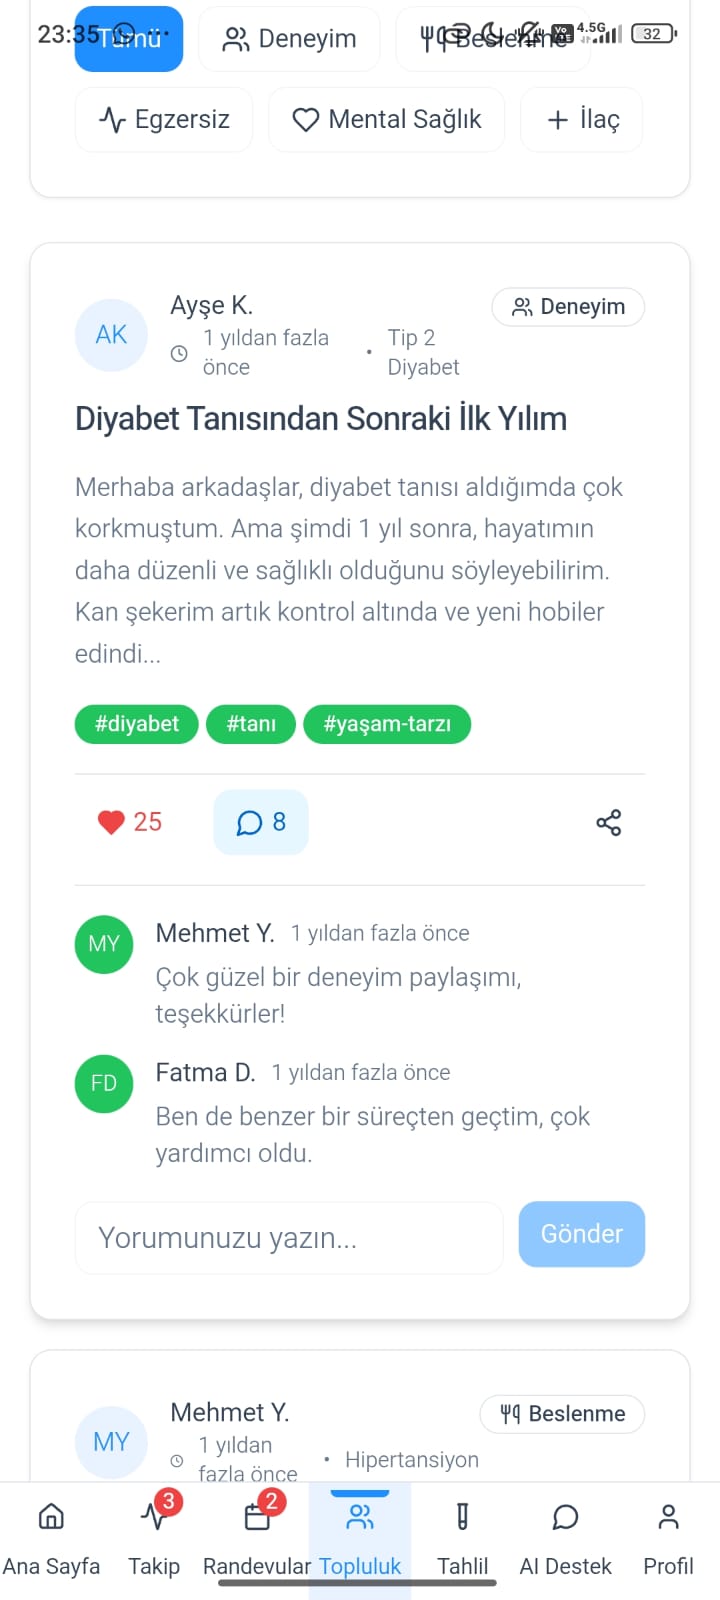 23:35
4.5G
32
Tümü
Deneyim
Beslenme
Egzersiz
Mental Sağlık
+ İlaç
AK
Ayşe K.
1 yıldan fazla
önce
•
Tip 2
Diyabet
Deneyim
Diyabet Tanısından Sonraki İlk Yılım
Merhaba arkadaşlar, diyabet tanısı aldığımda çok
korkmuştum. Ama şimdi 1 yıl sonra, hayatımın
daha düzenli ve sağlıklı olduğunu söyleyebilirim.
Kan şekerim artık kontrol altında ve yeni hobiler
edindi...
#diyabet #tanı #yaşam-tarzı
25
8
MY
Mehmet Y. 1 yıldan fazla önce
Çok güzel bir deneyim paylaşımı,
teşekkürler!
FD
Fatma D. 1 yıldan fazla önce
Ben de benzer bir süreçten geçtim, çok
yardımcı oldu.
Yorumunuzu yazın...
Gönder
MY
Mehmet Y.
1 yıldan
fazla önce
• Hipertansiyon
Beslenme
3
2
Ana Sayfa
Takip
Randevular
Topluluk
Tahlil
AI Destek
Profil